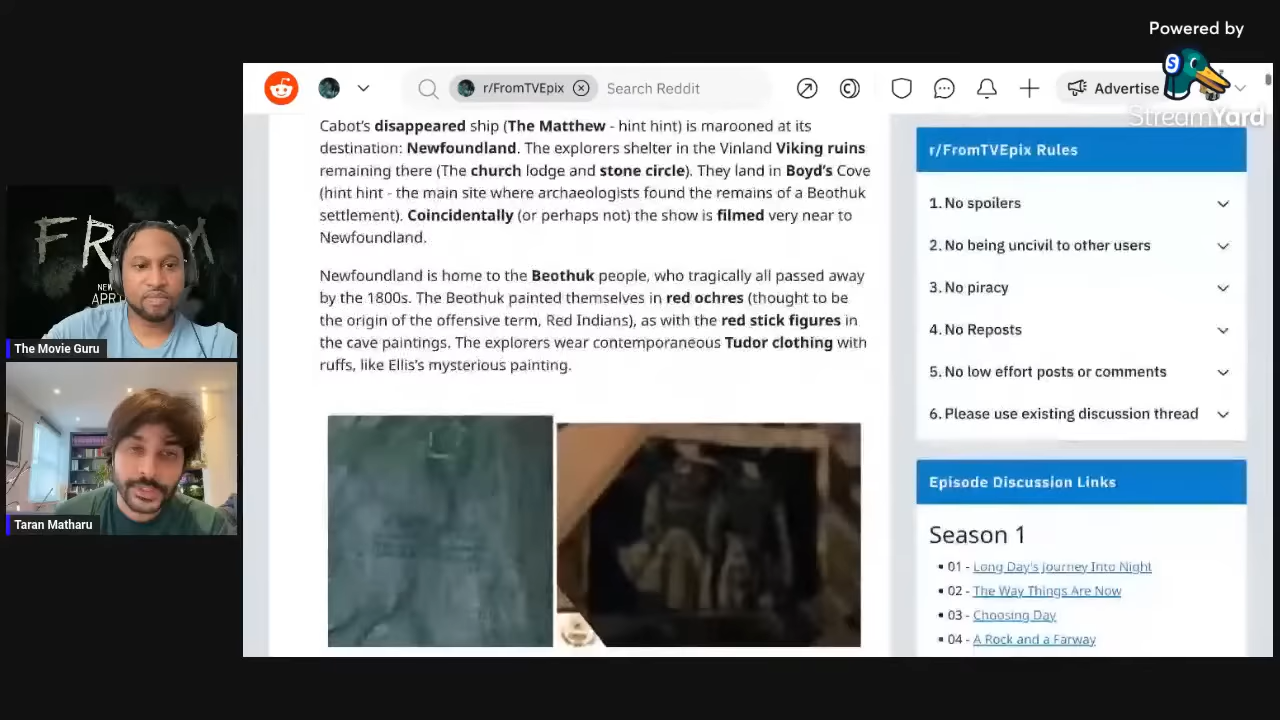 Powered by
StreamYard
r/FromTVEpix
Search Reddit
Advertise
Cabot's disappeared ship (The Matthew - hint hint) is marooned at its
destination: Newfoundland. The explorers shelter in the Vinland Viking ruins
remaining there (The church lodge and stone circle). They land in Boyd's Cove
(hint hint - the main site where archaeologists found the remains of a Beothuk
settlement). Coincidentally (or perhaps not) the show is filmed very near to
Newfoundland.
Newfoundland is home to the Beothuk people, who tragically all passed away
by the 1800s. The Beothuk painted themselves in red ochres (thought to be
the origin of the offensive term, Red Indians), as with the red stick figures in
the cave paintings. The explorers wear contemporaneous Tudor clothing with
ruffs, like Ellis's mysterious painting.
r/FromTVEpix Rules
1. No spoilers
2. No being uncivil to other users
3. No piracy
4. No Reposts
5. No low effort posts or comments
6. Please use existing discussion thread
Episode Discussion Links
Season 1
01 - Long Day's Journey Into Night
02 - The Way Things Are Now
03 - Choosing Day
04 - A Rock and a Farway
The Movie Guru
Taran Matharu